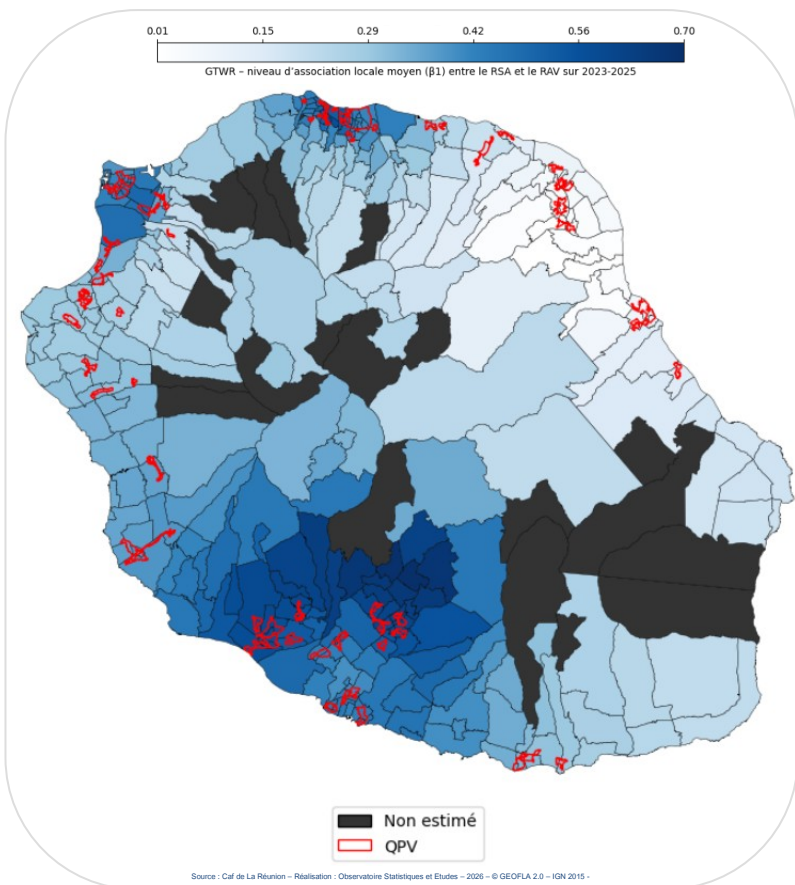 0.01 0.15 0.29 0.42 0.56 0.70
GTWR – niveau d'association locale moyen (β1) entre le RSA et le RAV sur 2023-2025
Non estimé
QPV
Source : Caf de La Réunion – Réalisation : Observatoire Statistiques et Etudes – 2026 – © GEOFLA 2.0 – IGN 2015 -